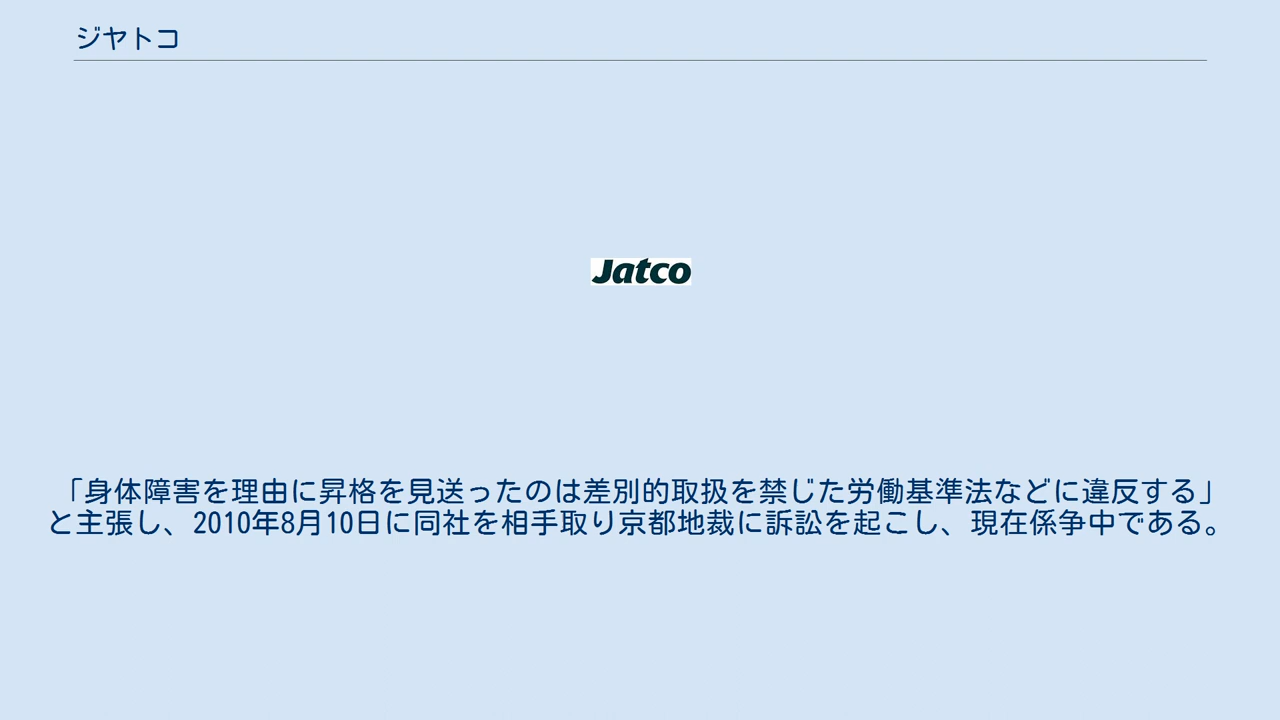 ジヤトコ
Jatco
「身体障害を理由に昇格を見送ったのは差別的取扱を禁じた労働基準法などに違反する」
と主張し、2010年8月10日に同社を相手取り京都地裁に訴訟を起こし、現在係争中である。